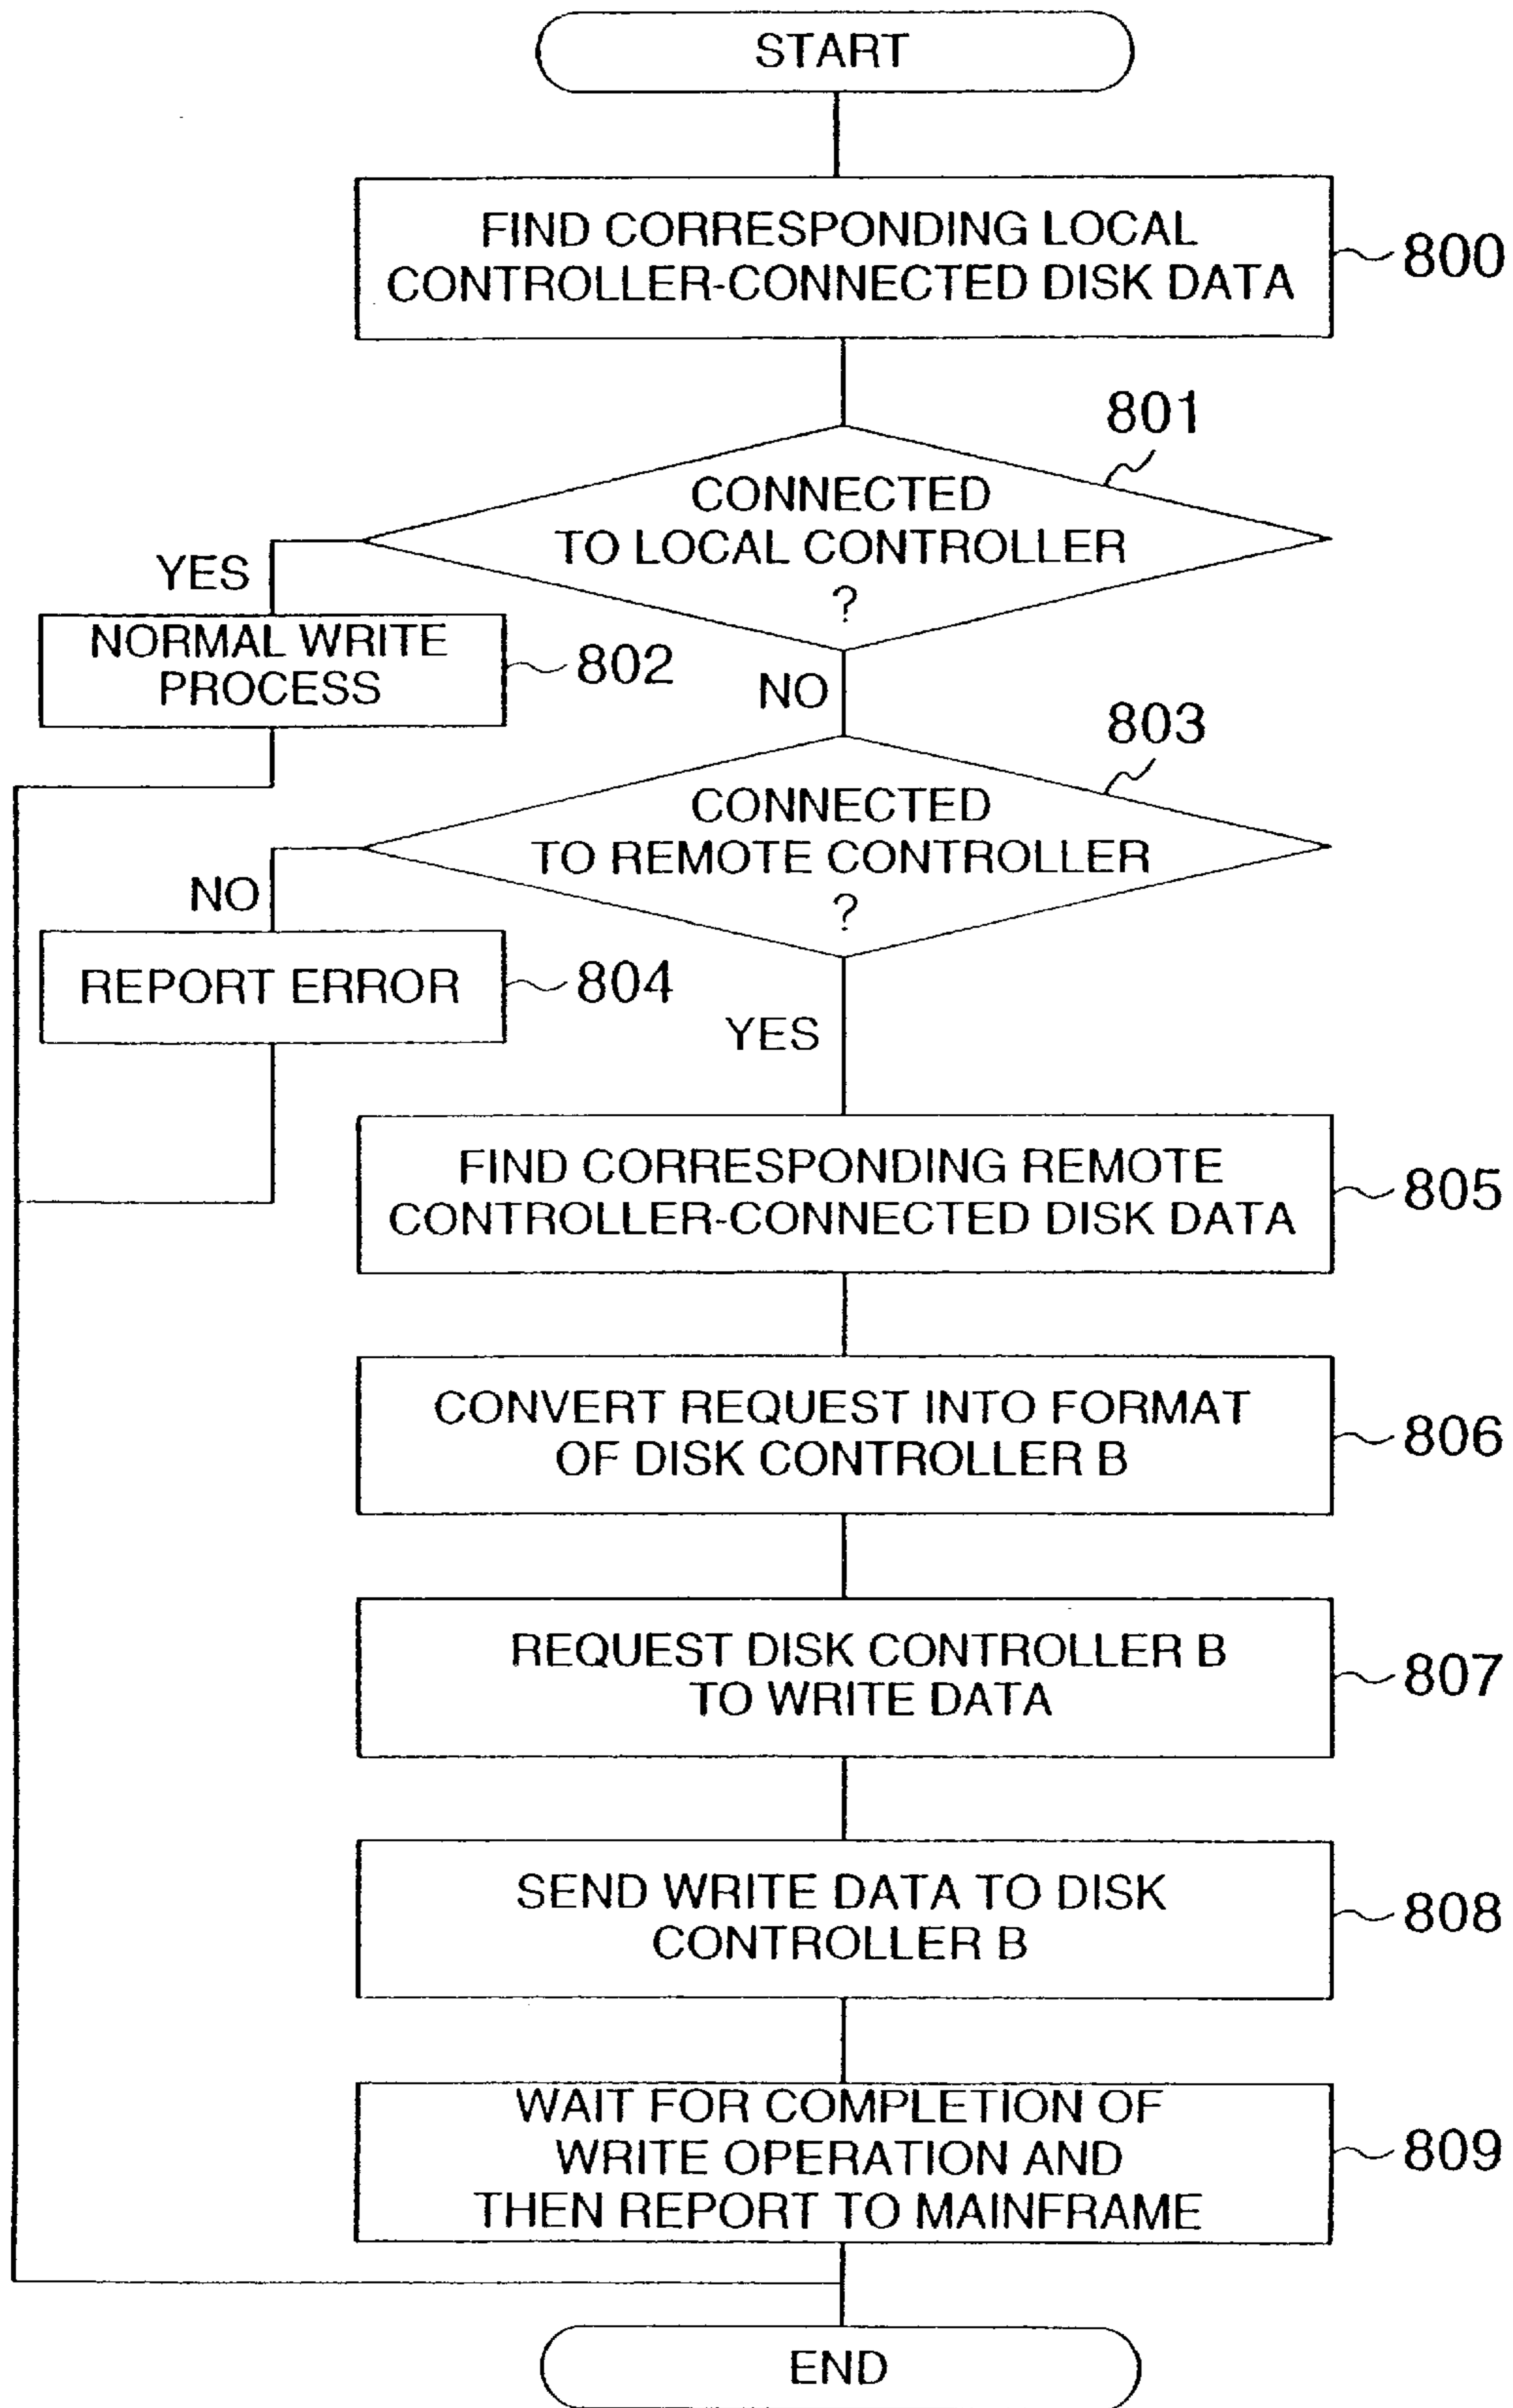 START
FIND CORRESPONDING LOCAL
CONTROLLER-CONNECTED DISK DATA
800
801
CONNECTED
TO LOCAL CONTROLLER
?
YES
NORMAL WRITE
PROCESS
802
NO
803
CONNECTED
TO REMOTE CONTROLLER
?
NO
REPORT ERROR
804
YES
FIND CORRESPONDING REMOTE
CONTROLLER-CONNECTED DISK DATA
805
CONVERT REQUEST INTO FORMAT
OF DISK CONTROLLER B
806
REQUEST DISK CONTROLLER B
TO WRITE DATA
807
SEND WRITE DATA TO DISK
CONTROLLER B
808
WAIT FOR COMPLETION OF
WRITE OPERATION AND
THEN REPORT TO MAINFRAME
809
END